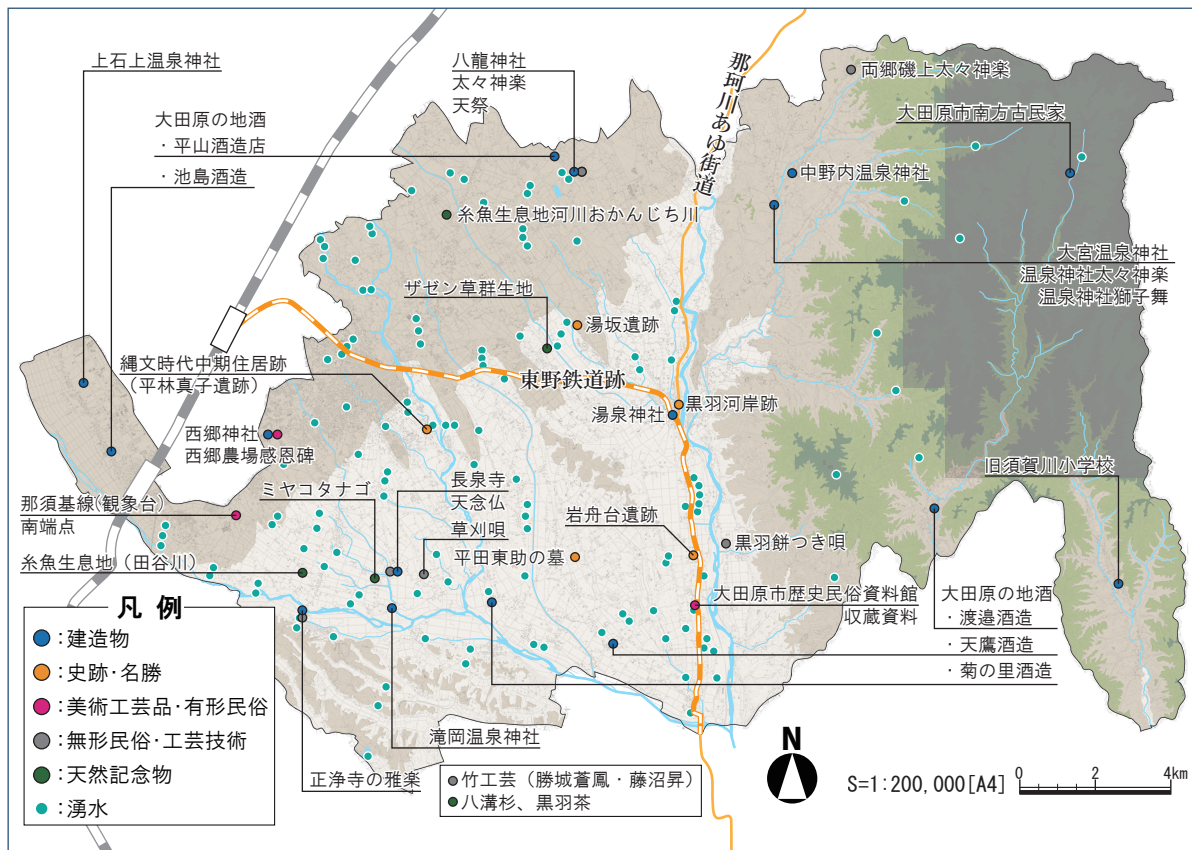 上石上温泉神社
大田原の地酒
・平山酒造店
・池島酒造
八龍神社
太々神楽
天祭
那珂川あゆ街道
両郷磯上太々神楽
大田原市南方古民家
中野内温泉神社
糸魚生息地河川おかんじち川
大宮温泉神社
温泉神社太々神楽
温泉神社獅子舞
ザゼン草群生地
湯坂遺跡
縄文時代中期住居跡
（平林真子遺跡）
東野鉄道跡
黒羽河岸跡
湯泉神社
西郷神社
西郷農場感恩碑
長泉寺
天念仏
旧須賀川小学校
ミヤコタナゴ
那須基線(観象台)
南端点
草刈唄
岩舟台遺跡
黒羽餅つき唄
平田東助の墓
糸魚生息地（田谷川）
大田原市歴史民俗資料館
収蔵資料
大田原の地酒
・渡邉酒造
・天鷹酒造
・菊の里酒造
凡 例
：建造物
：史跡・名勝
：美術工芸品・有形民俗
：無形民俗・工芸技術
：天然記念物
：湧水
滝岡温泉神社
正浄寺の雅楽
竹工芸（勝城蒼鳳・藤沼昇）
八溝杉、黒羽茶
N
S=1:200,000[A4]
0 2 4km